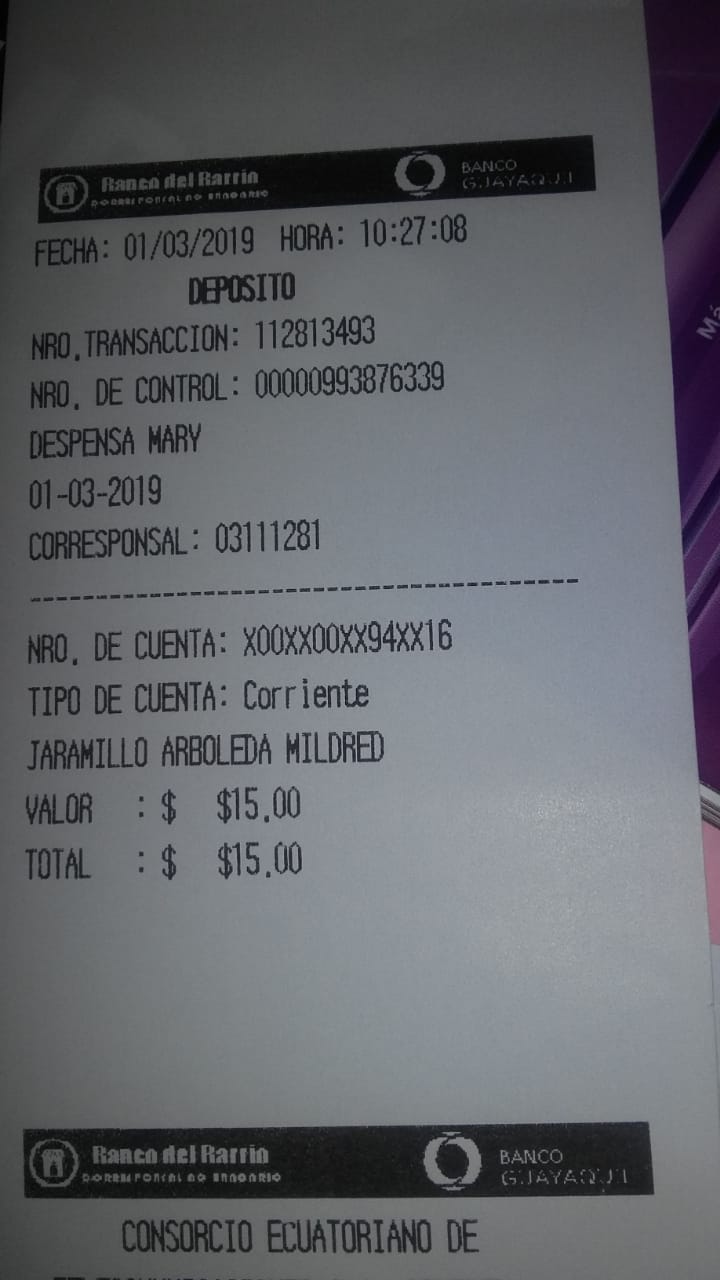 Banco del Barrio
CORRESPONSAL NO BANCARIO
BANCO
GUAYAQUIL
FECHA: 01/03/2019 HORA: 10:27:08
DEPOSITO
NRO.TRANSACCION: 112813493
NRO. DE CONTROL: 00000993876339
DESPENSA MARY
01-03-2019
CORRESPONSAL: 03111281
------------------------------------------
NRO. DE CUENTA: X00XX00XX94XX16
TIPO DE CUENTA: Corriente
JARAMILLO ARBOLEDA MILDRED
VALOR : $ $15.00
TOTAL : $ $15.00
Banco del Barrio
CORRESPONSAL NO BANCARIO
BANCO
GUAYAQUIL
CONSORCIO ECUATORIANO DE